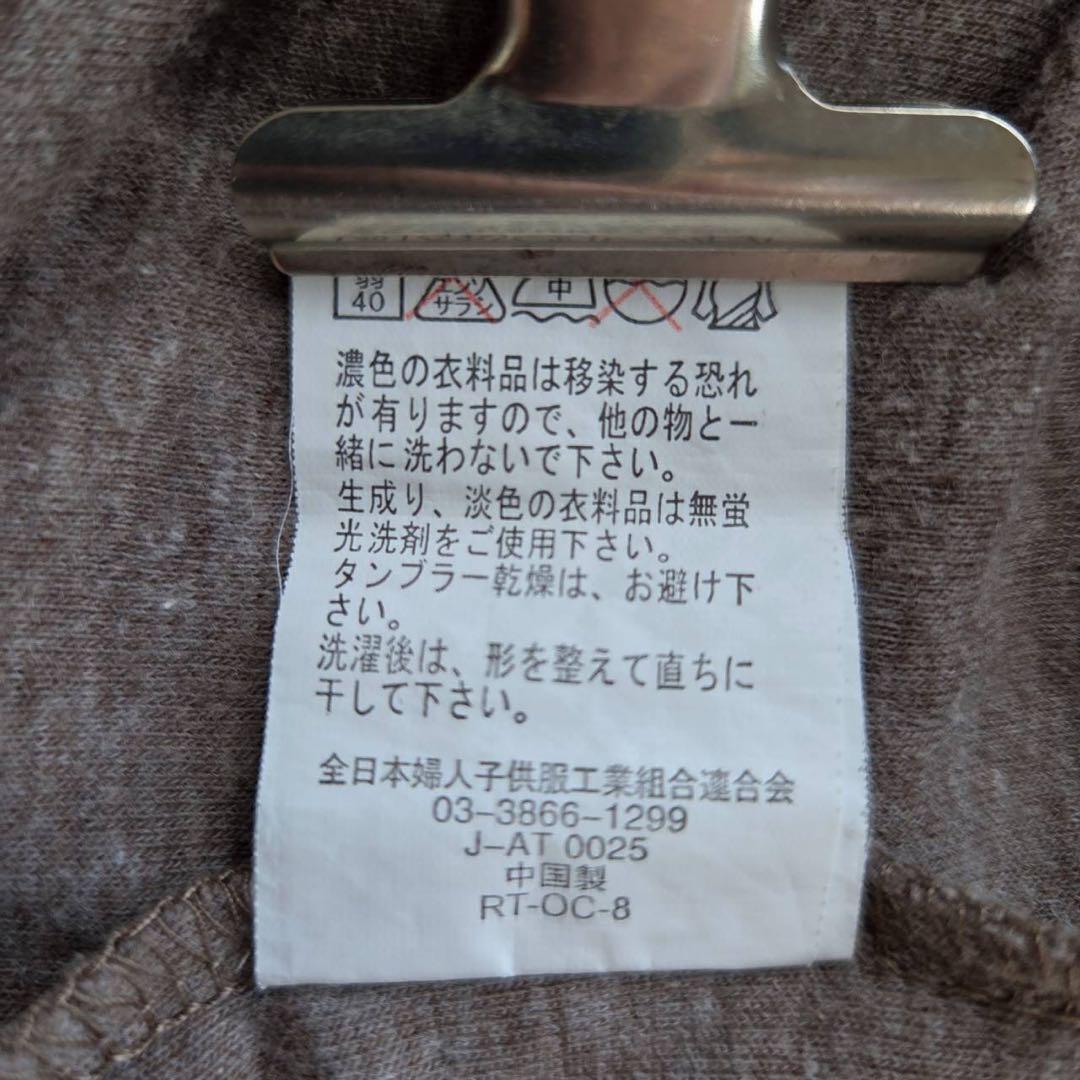 40
エンソ
サラシ
中
濃色の衣料品は移染する恐れ
が有りますので、他の物と一
緒に洗わないで下さい。
生成り、淡色の衣料品は無蛍
光洗剤をご使用下さい。
タンブラー乾燥は、お避け下
さい。
洗濯後は、形を整えて直ちに
干して下さい。
全日本婦人子供服工業組合連合会
03-3866-1299
J-AT 0025
中国製
RT-OC-8